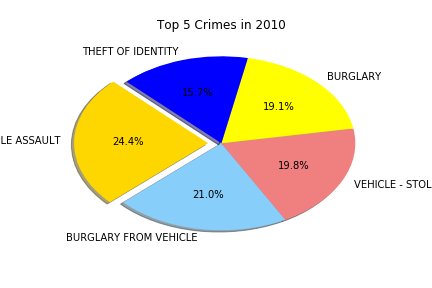 Top 5 Crimes in 2010
THEFT OF IDENTITY
15.7%
BURGLARY
19.1%
LE ASSAULT
24.4%
19.8%
VEHICLE - STOL
21.0%
BURGLARY FROM VEHICLE